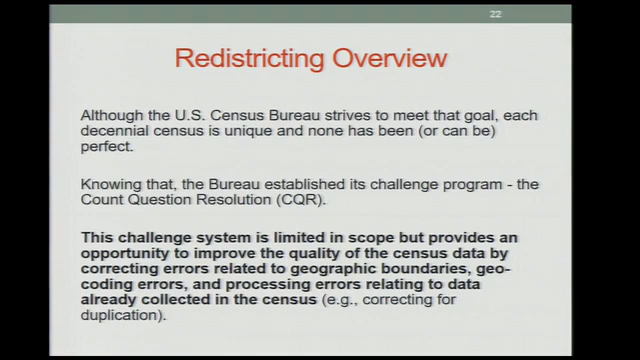 22
Redistricting Overview
Although the U.S. Census Bureau strives to meet that goal, each
decennial census is unique and none has been (or can be)
perfect.
Knowing that, the Bureau established its challenge program - the
Count Question Resolution (CQR).
This challenge system is limited in scope but provides an
opportunity to improve the quality of the census data by
correcting errors related to geographic boundaries, geo-
coding errors, and processing errors relating to data
already collected in the census (e.g., correcting for
duplication).